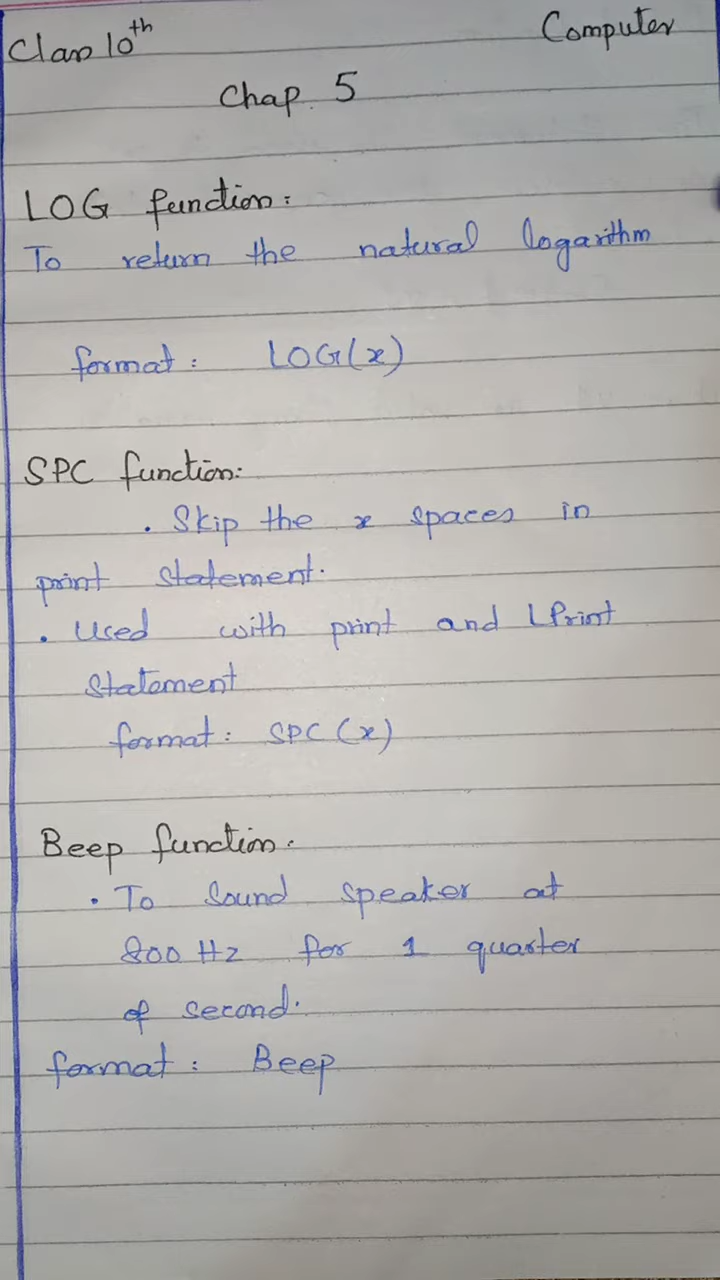 Class 10th Computer
Chap. 5
LOG function:
To return the natural logarithm
format: LOG(x)
SPC function:
. Skip the x spaces in
print statement.
. Used with print and LPrint
Statement
format: SPC (x)
Beep function.
. To Sound speaker at
800 Hz for 1 quarter
of second.
format: Beep